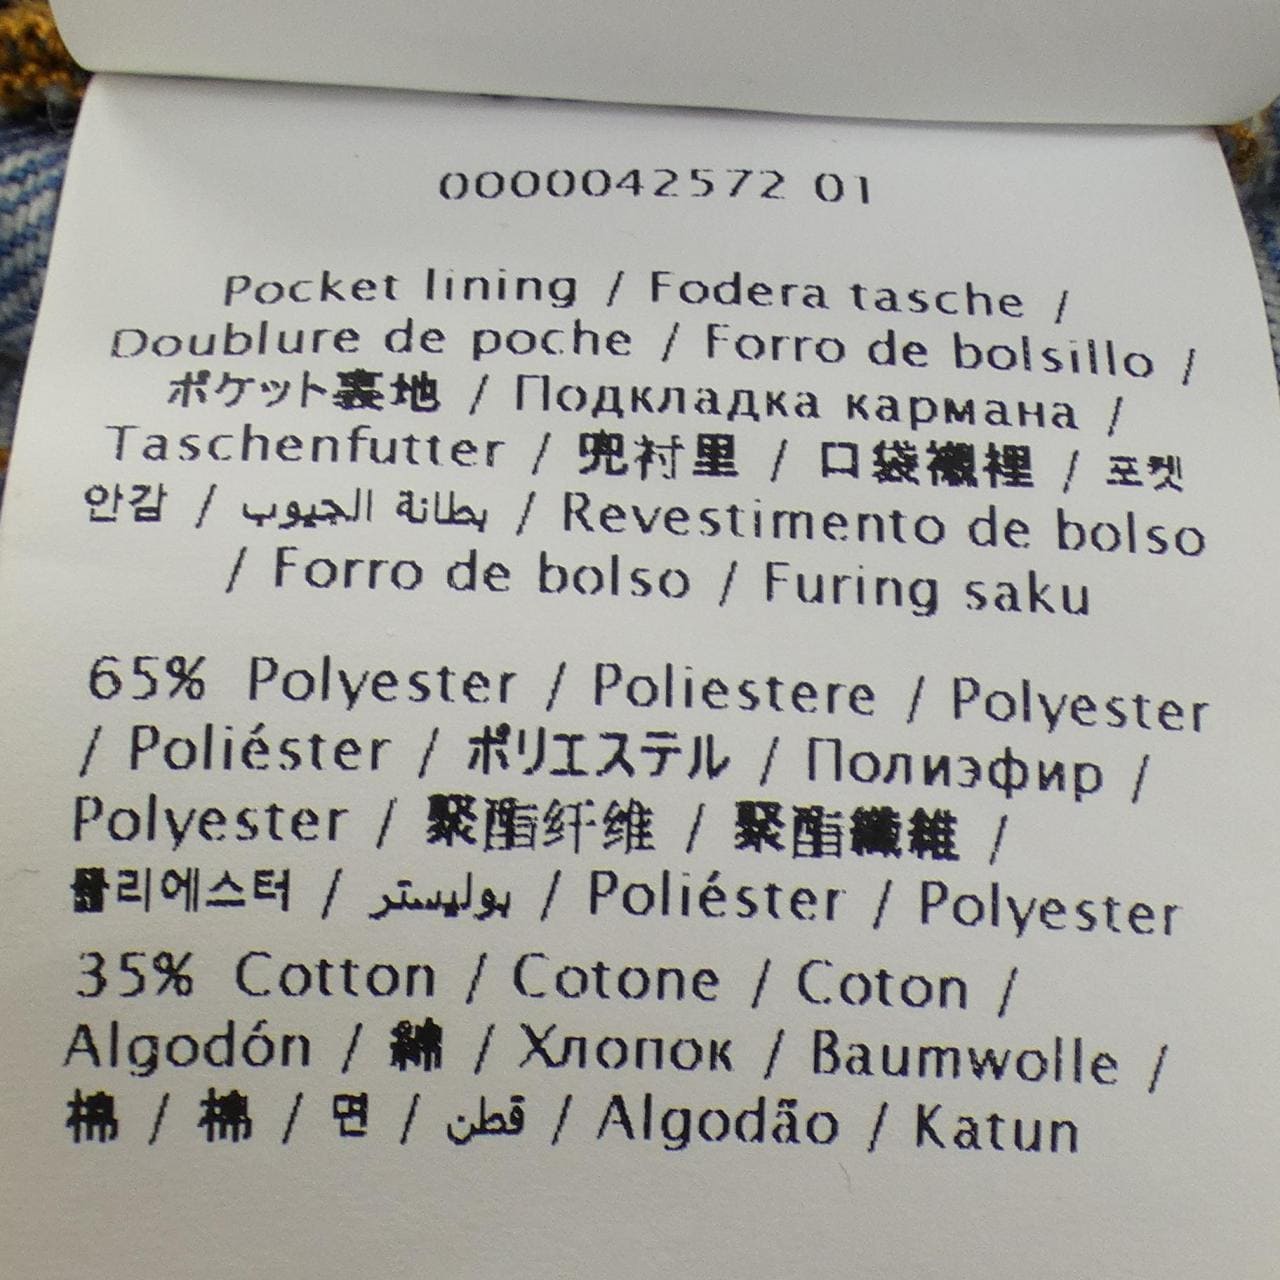 0000042572 01
Pocket lining / Fodera tasche /
Doublure de poche / Forro de bolsillo /
ポケット裏地 / Подкладка кармана /
Taschenfutter / 兜衬里 / 口袋襯裡 / 포켓
안감 / بطانة الجيوب / Revestimento de bolso
/ Forro de bolso / Furing saku
65% Polyester / Poliestere / Polyester
/ Poliéster / ポリエステル / Полиэфир /
Polyester / 聚酯纤维 / 聚酯纖維 /
폴리에스터 / بوليستر / Poliéster / Polyester
35% Cotton / Cotone / Coton /
Algodón / 綿 / Хлопок / Baumwolle /
棉 / 棉 / 면 / قطن / Algodão / Katun